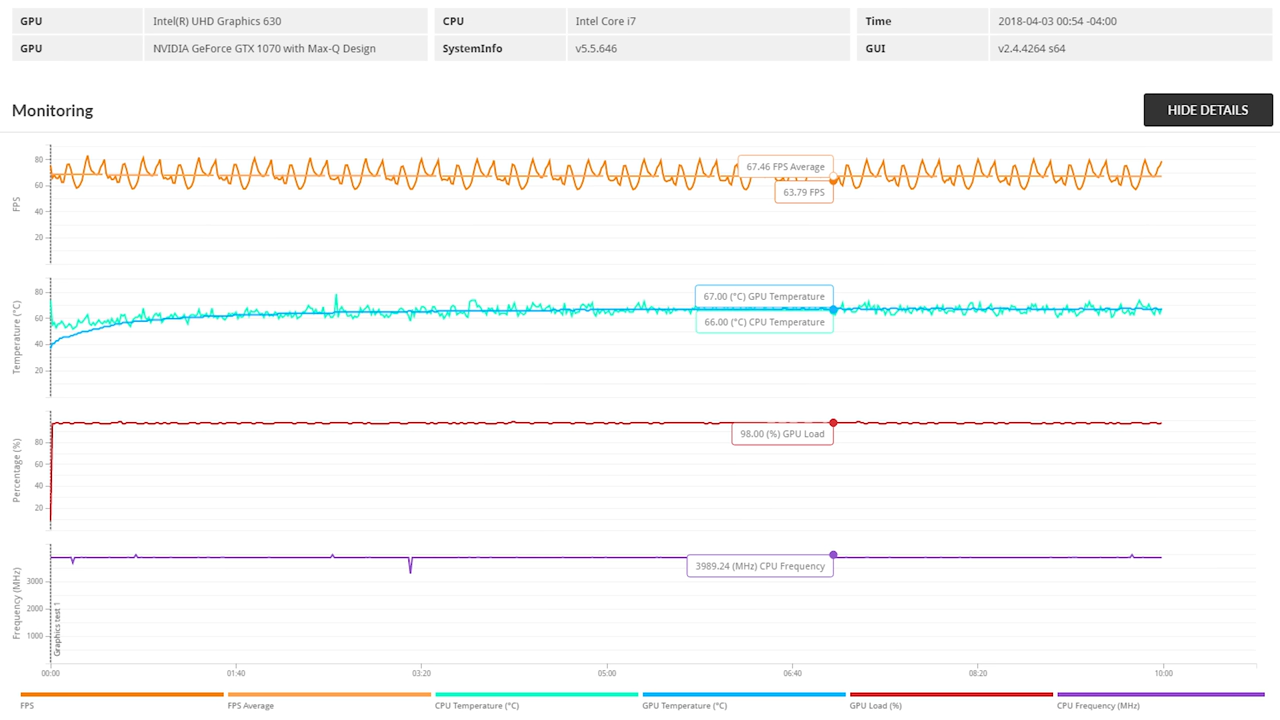 GPU Intel(R) UHD Graphics 630 CPU Intel Core i7 Time 2018-04-03 00:54 -04:00
GPU NVIDIA GeForce GTX 1070 with Max-Q Design SystemInfo v5.5.646 GUI v2.4.4264 s64
Monitoring HIDE DETAILS
FPS
80
60
40
20
67.46 FPS Average
63.79 FPS
Temperature (°C)
80
60
40
20
67.00 (°C) GPU Temperature
66.00 (°C) CPU Temperature
Percentage (%)
80
60
40
20
98.00 (%) GPU Load
Frequency (MHz)
3000
2000
1000
3989.24 (MHz) CPU Frequency
Graphics test 1
00:00 01:40 03:20 05:00 06:40 08:20 10:00
FPS FPS Average CPU Temperature (°C) GPU Temperature (°C) GPU Load (%) CPU Frequency (MHz)